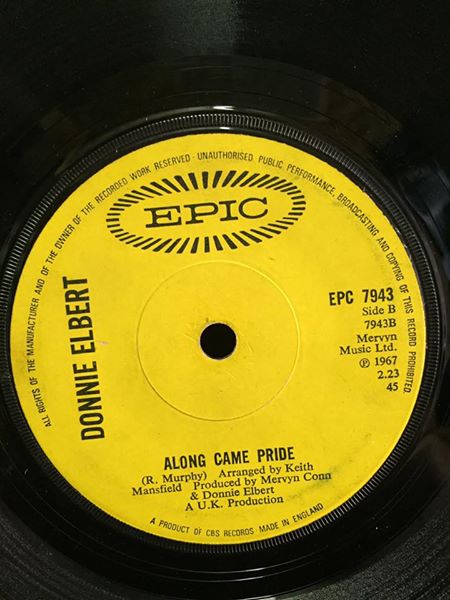 ALL RIGHTS OF THE MANUFACTURER AND OF THE OWNER OF THE RECORDED WORK RESERVED · UNAUTHORISED PUBLIC PERFORMANCE, BROADCASTING AND COPYING OF THIS RECORD PROHIBITED.
EPIC
DONNIE ELBERT
EPC 7943
Side B
7943B
Mervyn
Music Ltd.
℗ 1967
2.23
45
ALONG CAME PRIDE
(R. Murphy) Arranged by Keith
Mansfield Produced by Mervyn Conn
& Donnie Elbert
A U.K. Production
A PRODUCT OF CBS RECORDS · MADE IN ENGLAND